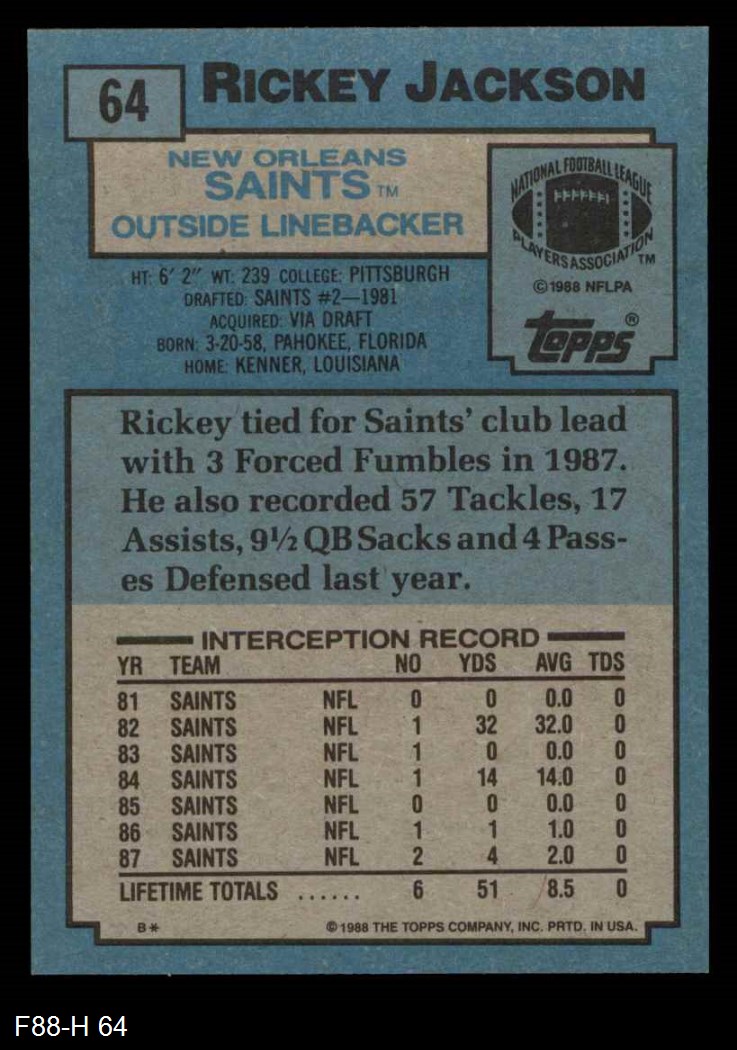 64
RICKEY JACKSON
NEW ORLEANS
SAINTS TM
OUTSIDE LINEBACKER
NATIONAL FOOTBALL LEAGUE
PLAYERS ASSOCIATION TM
©1988 NFLPA
topps®
HT: 6' 2" WT: 239 COLLEGE: PITTSBURGH
DRAFTED: SAINTS #2—1981
ACQUIRED: VIA DRAFT
BORN: 3-20-58, PAHOKEE, FLORIDA
HOME: KENNER, LOUISIANA
Rickey tied for Saints' club lead
with 3 Forced Fumbles in 1987.
He also recorded 57 Tackles, 17
Assists, 9½ QB Sacks and 4 Pass-
es Defensed last year.
INTERCEPTION RECORD
YR TEAM NO YDS AVG TDS
81 SAINTS NFL 0 0 0.0 0
82 SAINTS NFL 1 32 32.0 0
83 SAINTS NFL 1 0 0.0 0
84 SAINTS NFL 1 14 14.0 0
85 SAINTS NFL 0 0 0.0 0
86 SAINTS NFL 1 1 1.0 0
87 SAINTS NFL 2 4 2.0 0
LIFETIME TOTALS ...... 6 51 8.5 0
B* ©1988 THE TOPPS COMPANY, INC. PRTD. IN USA.
F88-H 64